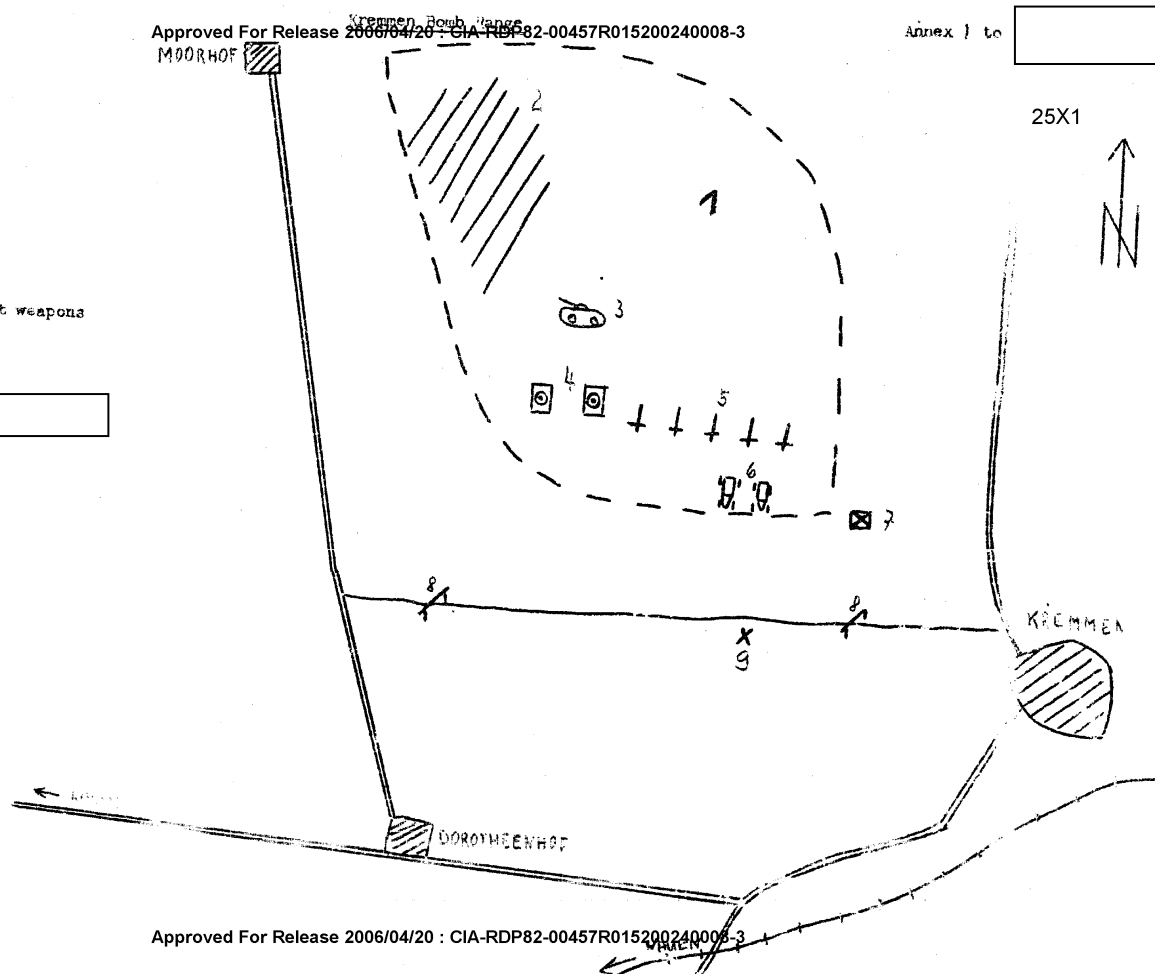 Kremmen Bomb Range
Approved For Release 2006/04/20 : CIA-RDP82-00457R015200240008-3
Annex 1 to
MOORHOF
25X1
2
N
1
3
t weapons
4
5
6
7
8
8
9
KREMMEN
DOROTHEENHOF
Approved For Release 2006/04/20 : CIA-RDP82-00457R015200240008-3